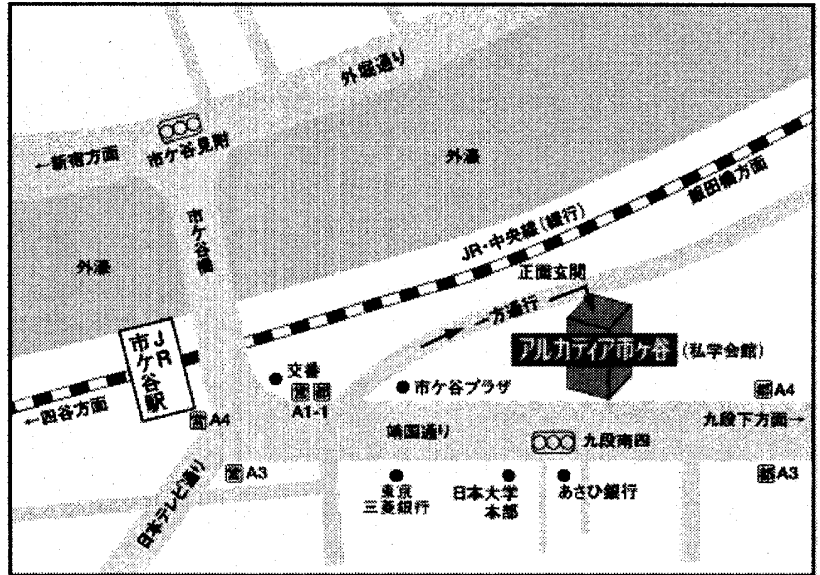 外堀通り
市ケ谷見附
←新宿方面
外濠
市ケ谷橋
外濠
JR・中央線(緩行)
飯田橋方面
正面玄関
一方通行
アルカディア市ケ谷 (私学会館)
JR
市ケ谷駅
←四谷方面
交番
A1-1
市ケ谷プラザ
A4
A4
靖国通り
九段下方面→
九段南四
A3
A3
東京
三菱銀行
日本大学
本部
あさひ銀行
日本テレビ通り